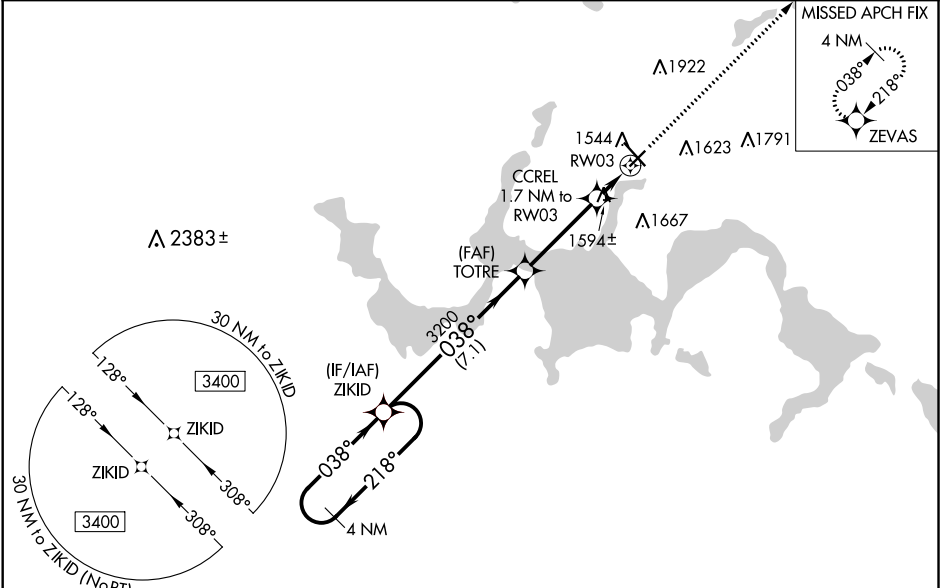 MISSED APCH FIX
4 NM
038°
218°
ZEVAS
1922
1544
RW03
1623
1791
CCREL
1.7 NM to
RW03
1594±
1667
2383±
(FAF)
TOTRE
3200
038°
(7.1)
(IF/IAF)
ZIKID
038°
218°
4 NM
30 NM to ZIKID
128°
3400
ZIKID
308°
128°
ZIKID
308°
3400
30 NM to ZIKID (NoPT)